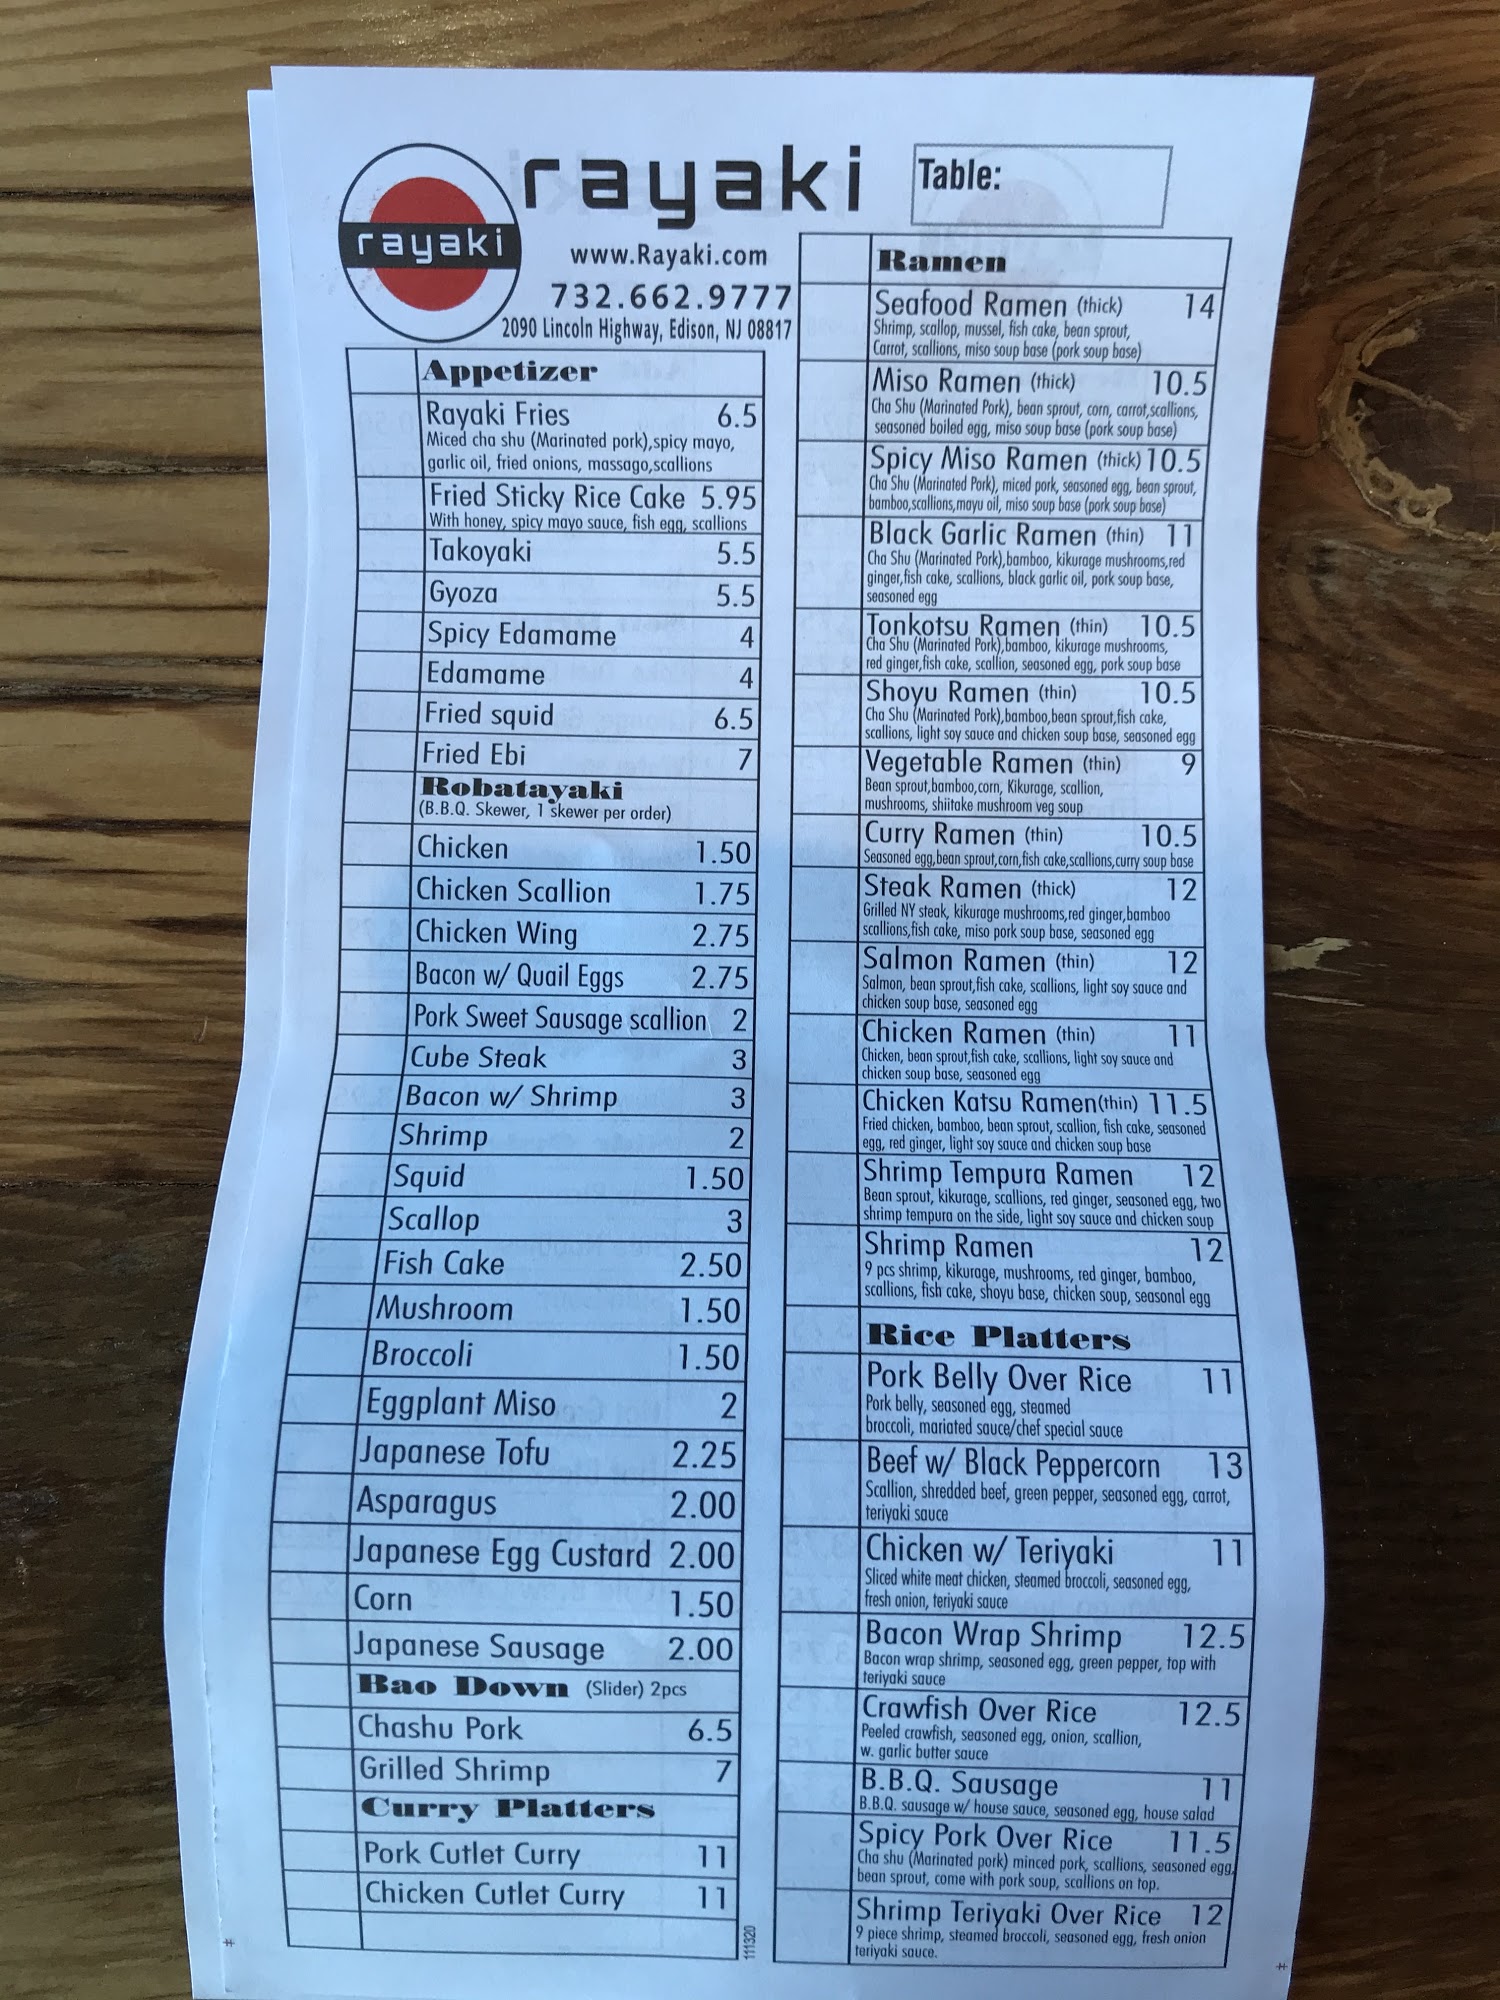 rayaki
rayaki
www.Rayaki.com
732.662.9777
2090 Lincoln Highway, Edison, NJ 08817
Table:
Appetizer
Rayaki Fries 6.5
Miced cha shu (Marinated pork),spicy mayo,
garlic oil, fried onions, massago,scallions
Fried Sticky Rice Cake 5.95
With honey, spicy mayo sauce, fish egg, scallions
Takoyaki 5.5
Gyoza 5.5
Spicy Edamame 4
Edamame 4
Fried squid 6.5
Fried Ebi 7
Robatayaki
(B.B.Q. Skewer, 1 skewer per order)
Chicken 1.50
Chicken Scallion 1.75
Chicken Wing 2.75
Bacon w/ Quail Eggs 2.75
Pork Sweet Sausage scallion 2
Cube Steak 3
Bacon w/ Shrimp 3
Shrimp 2
Squid 1.50
Scallop 3
Fish Cake 2.50
Mushroom 1.50
Broccoli 1.50
Eggplant Miso 2
Japanese Tofu 2.25
Asparagus 2.00
Japanese Egg Custard 2.00
Corn 1.50
Japanese Sausage 2.00
Bao Down (Slider) 2pcs
Chashu Pork 6.5
Grilled Shrimp 7
Curry Platters
Pork Cutlet Curry 11
Chicken Cutlet Curry 11
111320
Ramen
Seafood Ramen (thick) 14
Shrimp, scallop, mussel, fish cake, bean sprout,
Carrot, scallions, miso soup base (pork soup base)
Miso Ramen (thick) 10.5
Cha Shu (Marinated Pork), bean sprout, corn, carrot,scallions,
seasoned boiled egg, miso soup base (pork soup base)
Spicy Miso Ramen (thick) 10.5
Cha Shu (Marinated Pork), miced pork, seasoned egg, bean sprout,
bamboo,scallions,mayu oil, miso soup base (pork soup base)
Black Garlic Ramen (thin) 11
Cha Shu (Marinated Pork),bamboo, kikurage mushrooms,red
ginger,fish cake, scallions, black garlic oil, pork soup base,
seasoned egg
Tonkotsu Ramen (thin) 10.5
Cha Shu (Marinated Pork),bamboo, kikurage mushrooms,
red ginger,fish cake, scallion, seasoned egg, pork soup base
Shoyu Ramen (thin) 10.5
Cha Shu (Marinated Pork),bamboo,bean sprout,fish cake,
scallions, light soy sauce and chicken soup base, seasoned egg
Vegetable Ramen (thin) 9
Bean sprout,bamboo,corn, Kikurage, scallion,
mushrooms, shiitake mushroom veg soup
Curry Ramen (thin) 10.5
Seasoned egg,bean sprout,corn,fish cake,scallions,curry soup base
Steak Ramen (thick) 12
Grilled NY steak, kikurage mushrooms,red ginger,bamboo
scallions,fish cake, miso pork soup base, seasoned egg
Salmon Ramen (thin) 12
Salmon, bean sprout,fish cake, scallions, light soy sauce and
chicken soup base, seasoned egg
Chicken Ramen (thin) 11
Chicken, bean sprout,fish cake, scallions, light soy sauce and
chicken soup base, seasoned egg
Chicken Katsu Ramen(thin) 11.5
Fried chicken, bamboo, bean sprout, scallion, fish cake, seasoned
egg, red ginger, light soy sauce and chicken soup base
Shrimp Tempura Ramen 12
Bean sprout, kikurage, scallions, red ginger, seasoned egg, two
shrimp tempura on the side, light soy sauce and chicken soup
Shrimp Ramen 12
9 pcs shrimp, kikurage, mushrooms, red ginger, bamboo,
scallions, fish cake, shoyu base, chicken soup, seasonal egg
Rice Platters
Pork Belly Over Rice 11
Pork belly, seasoned egg, steamed
broccoli, mariated sauce/chef special sauce
Beef w/ Black Peppercorn 13
Scallion, shredded beef, green pepper, seasoned egg, carrot,
teriyaki sauce
Chicken w/ Teriyaki 11
Sliced white meat chicken, steamed broccoli, seasoned egg,
fresh onion, teriyaki sauce
Bacon Wrap Shrimp 12.5
Bacon wrap shrimp, seasoned egg, green pepper, top with
teriyaki sauce
Crawfish Over Rice 12.5
Peeled crawfish, seasoned egg, onion, scallion,
w. garlic butter sauce
B.B.Q. Sausage 11
B.B.Q. sausage w/ house sauce, seasoned egg, house salad
Spicy Pork Over Rice 11.5
Cha shu (Marinated pork) minced pork, scallions, seasoned egg,
bean sprout, come with pork soup, scallions on top.
Shrimp Teriyaki Over Rice 12
9 piece shrimp, steamed broccoli, seasoned egg, fresh onion
teriyaki sauce.